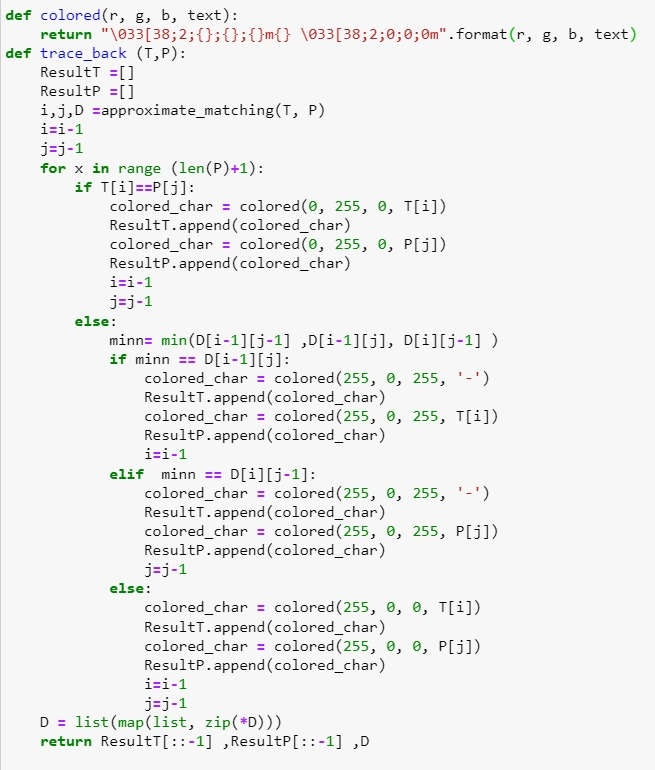 def colored(r, g, b, text):
    return "\033[38;2;{};{};{}m{} \033[38;2;0;0;0m".format(r, g, b, text)
def trace_back (T,P):
    ResultT =[]
    ResultP =[]
    i,j,D =approximate_matching(T, P)
    i=i-1
    j=j-1
    for x in range (len(P)+1):
        if T[i]==P[j]:
            colored_char = colored(0, 255, 0, T[i])
            ResultT.append(colored_char)
            colored_char = colored(0, 255, 0, P[j])
            ResultP.append(colored_char)
            i=i-1
            j=j-1
        else:
            minn= min(D[i-1][j-1] ,D[i-1][j], D[i][j-1] )
            if minn == D[i-1][j]:
                colored_char = colored(255, 0, 255, '-')
                ResultT.append(colored_char)
                colored_char = colored(255, 0, 255, T[i])
                ResultP.append(colored_char)
                i=i-1
            elif  minn == D[i][j-1]:
                colored_char = colored(255, 0, 255, '-')
                ResultT.append(colored_char)
                colored_char = colored(255, 0, 255, P[j])
                ResultP.append(colored_char)
                j=j-1
            else:
                colored_char = colored(255, 0, 0, T[i])
                ResultT.append(colored_char)
                colored_char = colored(255, 0, 0, P[j])
                ResultP.append(colored_char)
                i=i-1
                j=j-1
    D = list(map(list, zip(*D)))
    return ResultT[::-1] ,ResultP[::-1] ,D